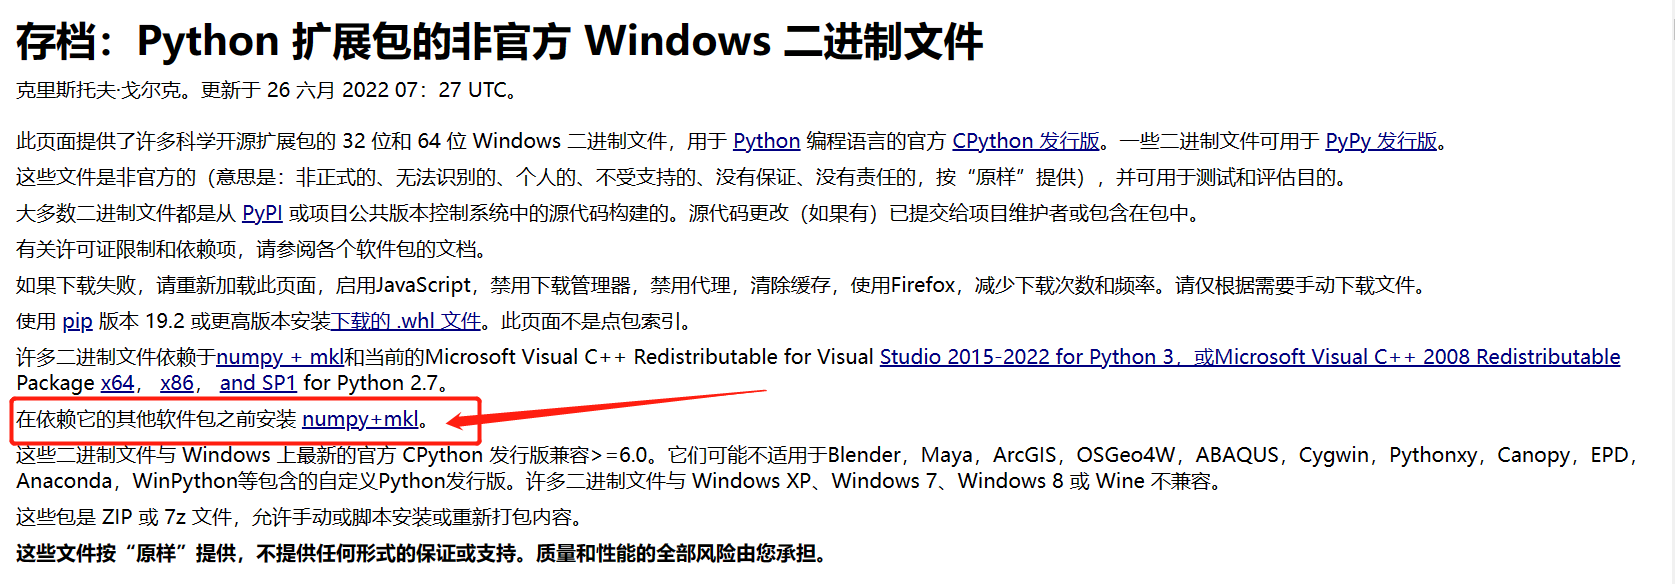 存档：Python 扩展包的非官方 Windows 二进制文件
克里斯托夫·戈尔克。更新于 26 六月 2022 07：27 UTC。
此页面提供了许多科学开源扩展包的 32 位和 64 位 Windows 二进制文件，用于 Python 编程语言的官方 CPython 发行版。一些二进制文件可用于 PyPy 发行版。
这些文件是非官方的（意思是：非正式的、无法识别的、个人的、不受支持的、没有保证、没有责任的，按“原样”提供），并可用于测试和评估目的。
大多数二进制文件都是从 PyPI 或项目公共版本控制系统中的源代码构建的。源代码更改（如果有）已提交给项目维护者或包含在包中。
有关许可证限制和依赖项，请参阅各个软件包的文档。
如果下载失败，请重新加载此页面，启用JavaScript，禁用下载管理器，禁用代理，清除缓存，使用Firefox，减少下载次数和频率。请仅根据需要手动下载文件。
使用 pip 版本 19.2 或更高版本安装下载的 .whl 文件。此页面不是点包索引。
许多二进制文件依赖于numpy + mkl和当前的Microsoft Visual C++ Redistributable for Visual Studio 2015-2022 for Python 3，或Microsoft Visual C++ 2008 Redistributable
Package x64， x86， and SP1 for Python 2.7。
在依赖它的其他软件包之前安装 numpy+mkl。
这些二进制文件与 Windows 上最新的官方 CPython 发行版兼容>=6.0。它们可能不适用于Blender，Maya，ArcGIS，OSGeo4W，ABAQUS，Cygwin，Pythonxy，Canopy，EPD，
Anaconda，WinPython等包含的自定义Python发行版。许多二进制文件与 Windows XP、Windows 7、Windows 8 或 Wine 不兼容。
这些包是 ZIP 或 7z 文件，允许手动或脚本安装或重新打包内容。
这些文件按“原样”提供，不提供任何形式的保证或支持。质量和性能的全部风险由您承担。